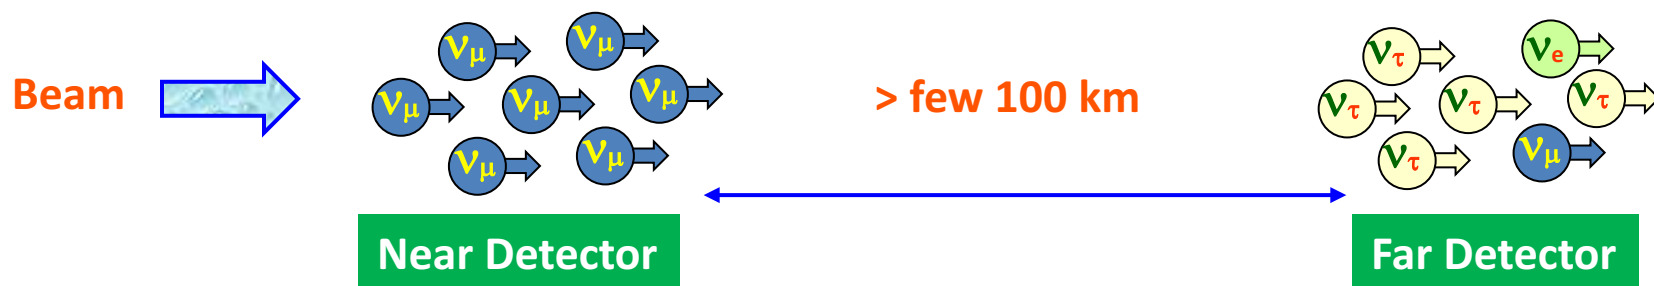 Beam
νμ νμ
νμ νμ νμ
νμ νμ
Near Detector
> few 100 km
ντ νe
ντ ντ ντ
ντ νμ
Far Detector